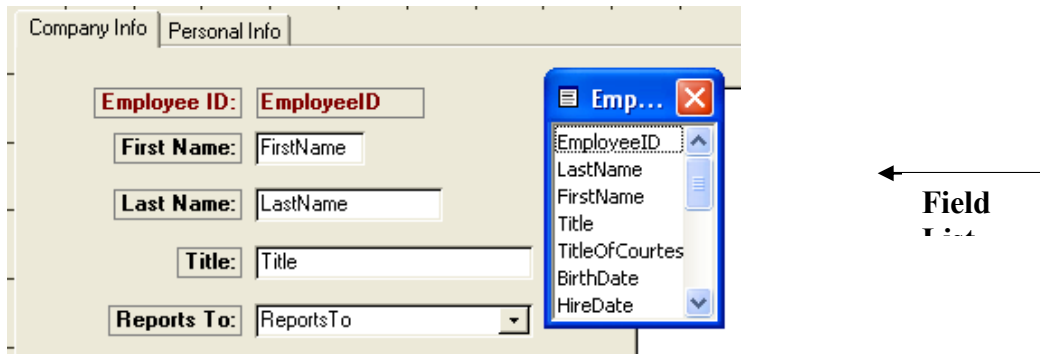 Company Info Personal Info
Employee ID: EmployeeID
First Name: FirstName
Last Name: LastName
Title: Title
Reports To: ReportsTo
Emp...
EmployeeID
LastName
FirstName
Title
TitleOfCourtes
BirthDate
HireDate
Field
List